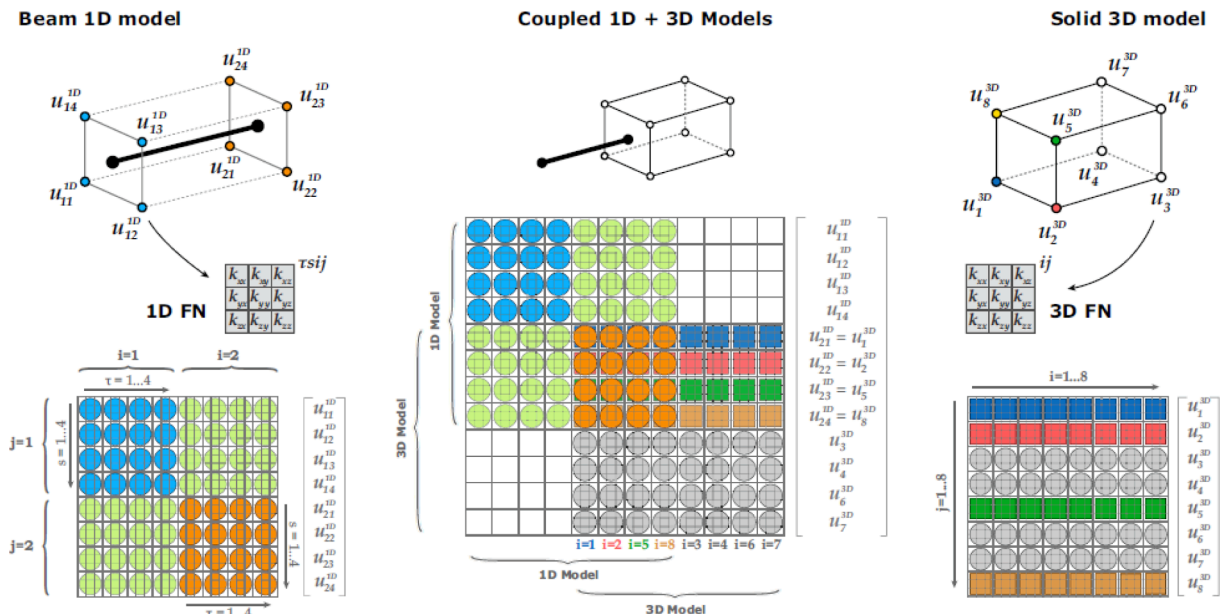 Beam 1D model
Coupled 1D + 3D Models
Solid 3D model
u_24^1D
u_14^1D
u_13^1D
u_23^1D
u_21^1D
u_11^1D
u_22^1D
u_12^1D
u_7^3D
u_8^3D
u_5^3D
u_6^3D
u_4^3D
u_1^3D
u_3^3D
u_2^3D
1D FN
k_xx k_xy k_xz
k_yx k_yy k_yz
k_zx k_zy k_zz
τsij
3D FN
k_xx k_xy k_xz
k_yx k_yy k_yz
k_zx k_zy k_zz
ij
i=1
i=2
τ = 1...4
j=1
s = 1...4
j=2
s = 1...4
τ = 1...4
u_11^1D
u_12^1D
u_13^1D
u_14^1D
u_21^1D
u_22^1D
u_23^1D
u_24^1D
1D Model
3D Model
u_11^1D
u_12^1D
u_13^1D
u_14^1D
u_21^1D = u_1^3D
u_22^1D = u_2^3D
u_23^1D = u_5^3D
u_24^1D = u_8^3D
u_3^3D
u_4^3D
u_6^3D
u_7^3D
i=1 i=2 i=5 i=8 i=3 i=4 i=6 i=7
1D Model
3D Model
i=1...8
j=1...8
u_1^3D
u_2^3D
u_3^3D
u_4^3D
u_5^3D
u_6^3D
u_7^3D
u_8^3D